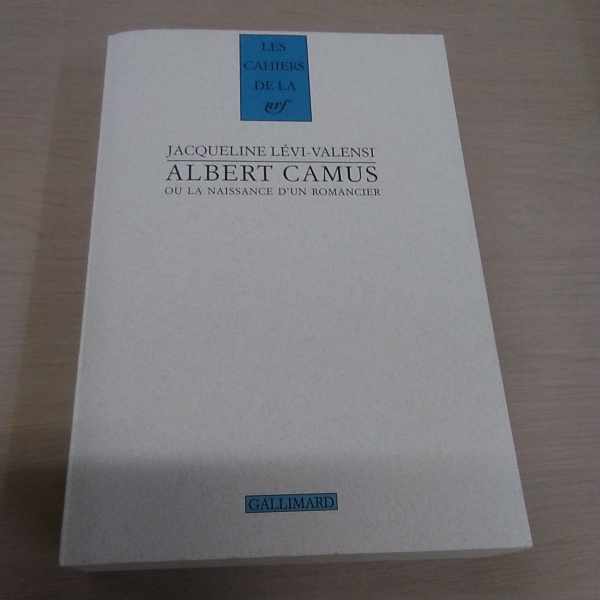 LES
CAHIERS
DE LA
nrf
JACQUELINE LÉVI-VALENSI
ALBERT CAMUS
OU LA NAISSANCE D'UN ROMANCIER
GALLIMARD